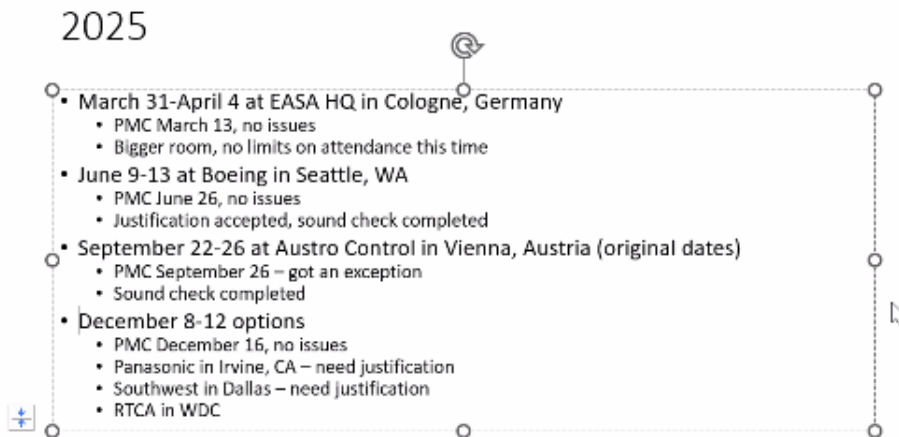 2025
• March 31-April 4 at EASA HQ in Cologne, Germany
• PMC March 13, no issues
• Bigger room, no limits on attendance this time
• June 9-13 at Boeing in Seattle, WA
• PMC June 26, no issues
• Justification accepted, sound check completed
• September 22-26 at Austro Control in Vienna, Austria (original dates)
• PMC September 26 – got an exception
• Sound check completed
• December 8-12 options
• PMC December 16, no issues
• Panasonic in Irvine, CA – need justification
• Southwest in Dallas – need justification
• RTCA in WDC